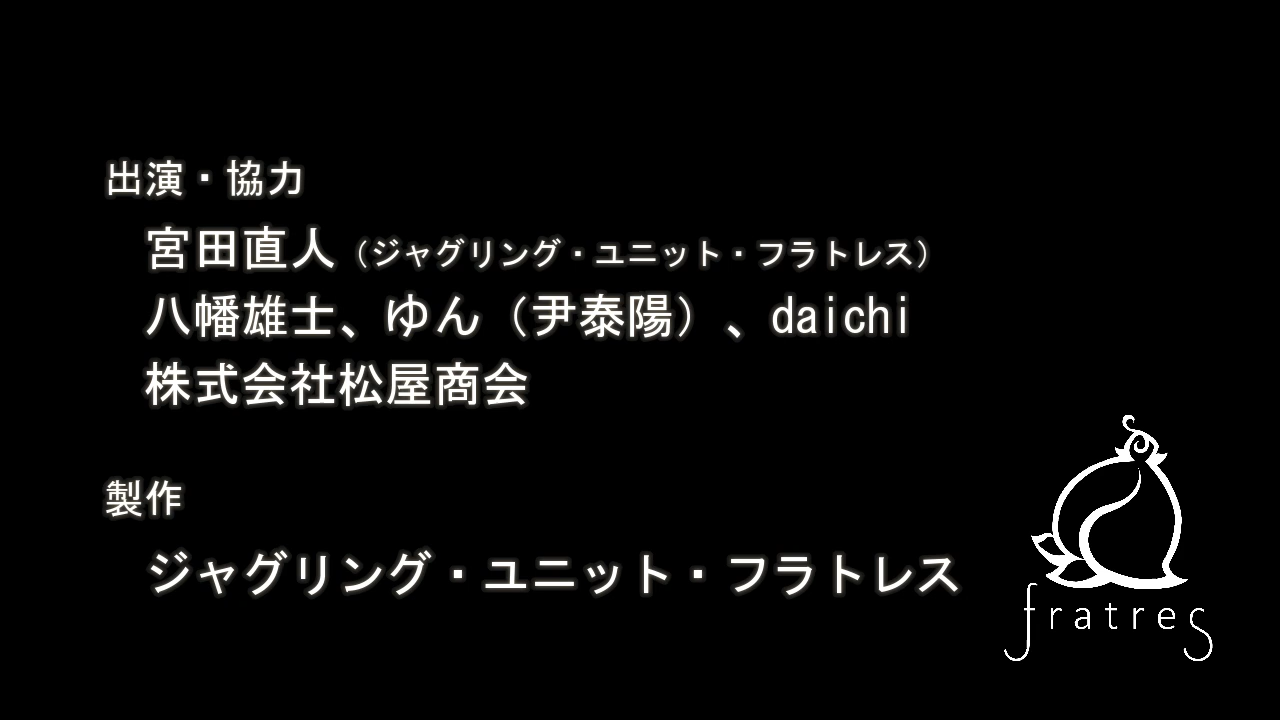 出演・協力
宮田直人（ジャグリング・ユニット・フラトレス）
八幡雄士、ゆん（尹泰陽）、daichi
株式会社松屋商会
製作
ジャグリング・ユニット・フラトレス
fratres